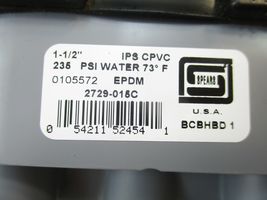 1-1/2" IPS CPVC
235 PSI WATER 73° F
0105572 EPDM
2729-015C
SPEARS
U.S.A.
BCBHBD 1
0 54211 52454 1